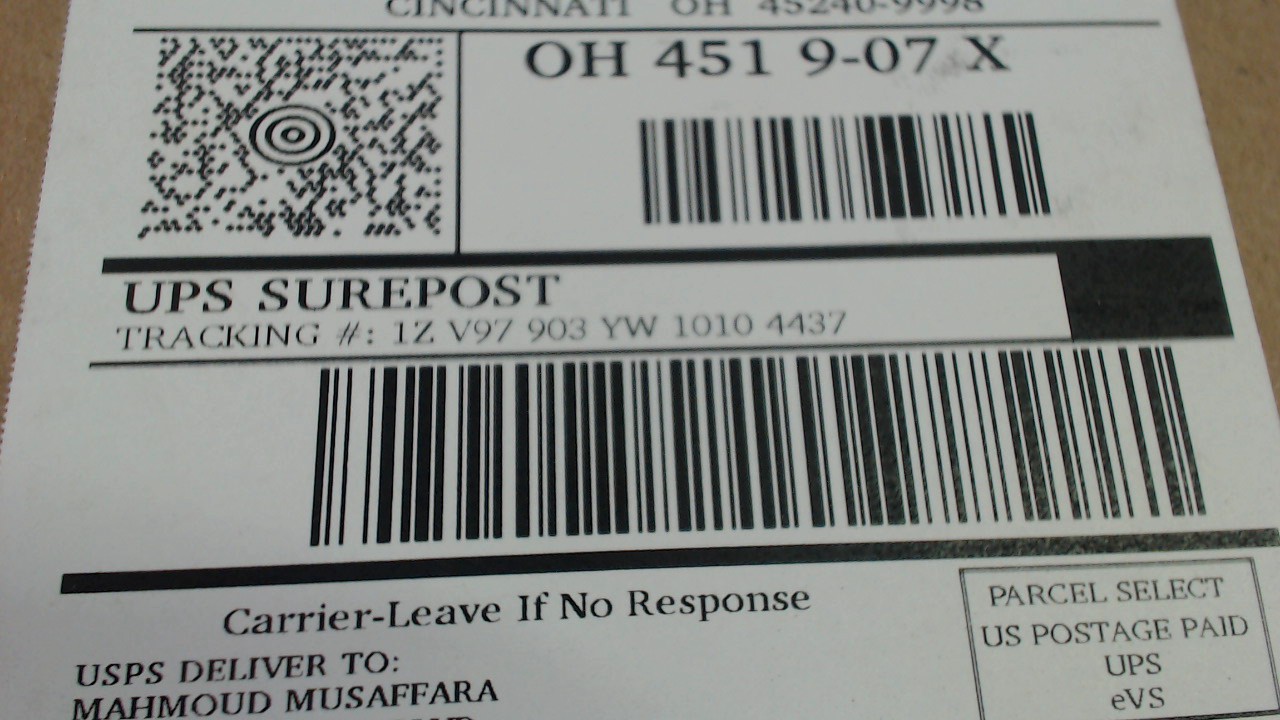 CINCINNATI OH 45240-9998
OH 451 9-07 X
UPS SUREPOST
TRACKING #: 1Z V97 903 YW 1010 4437
Carrier-Leave If No Response
PARCEL SELECT
US POSTAGE PAID
UPS
eVS
USPS DELIVER TO:
MAHMOUD MUSAFFARA